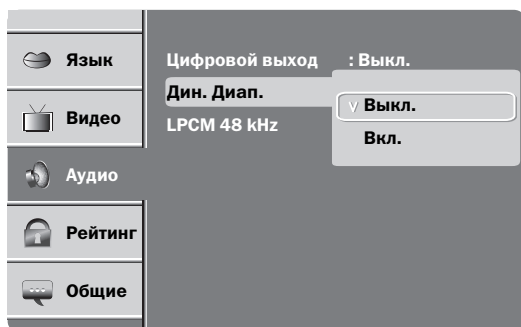 Язык
Видео
Аудио
Рейтинг
Общие
Цифровой выход : Выкл.
Дин. Диап.
LPCM 48 kHz
v Выкл.
Вкл.